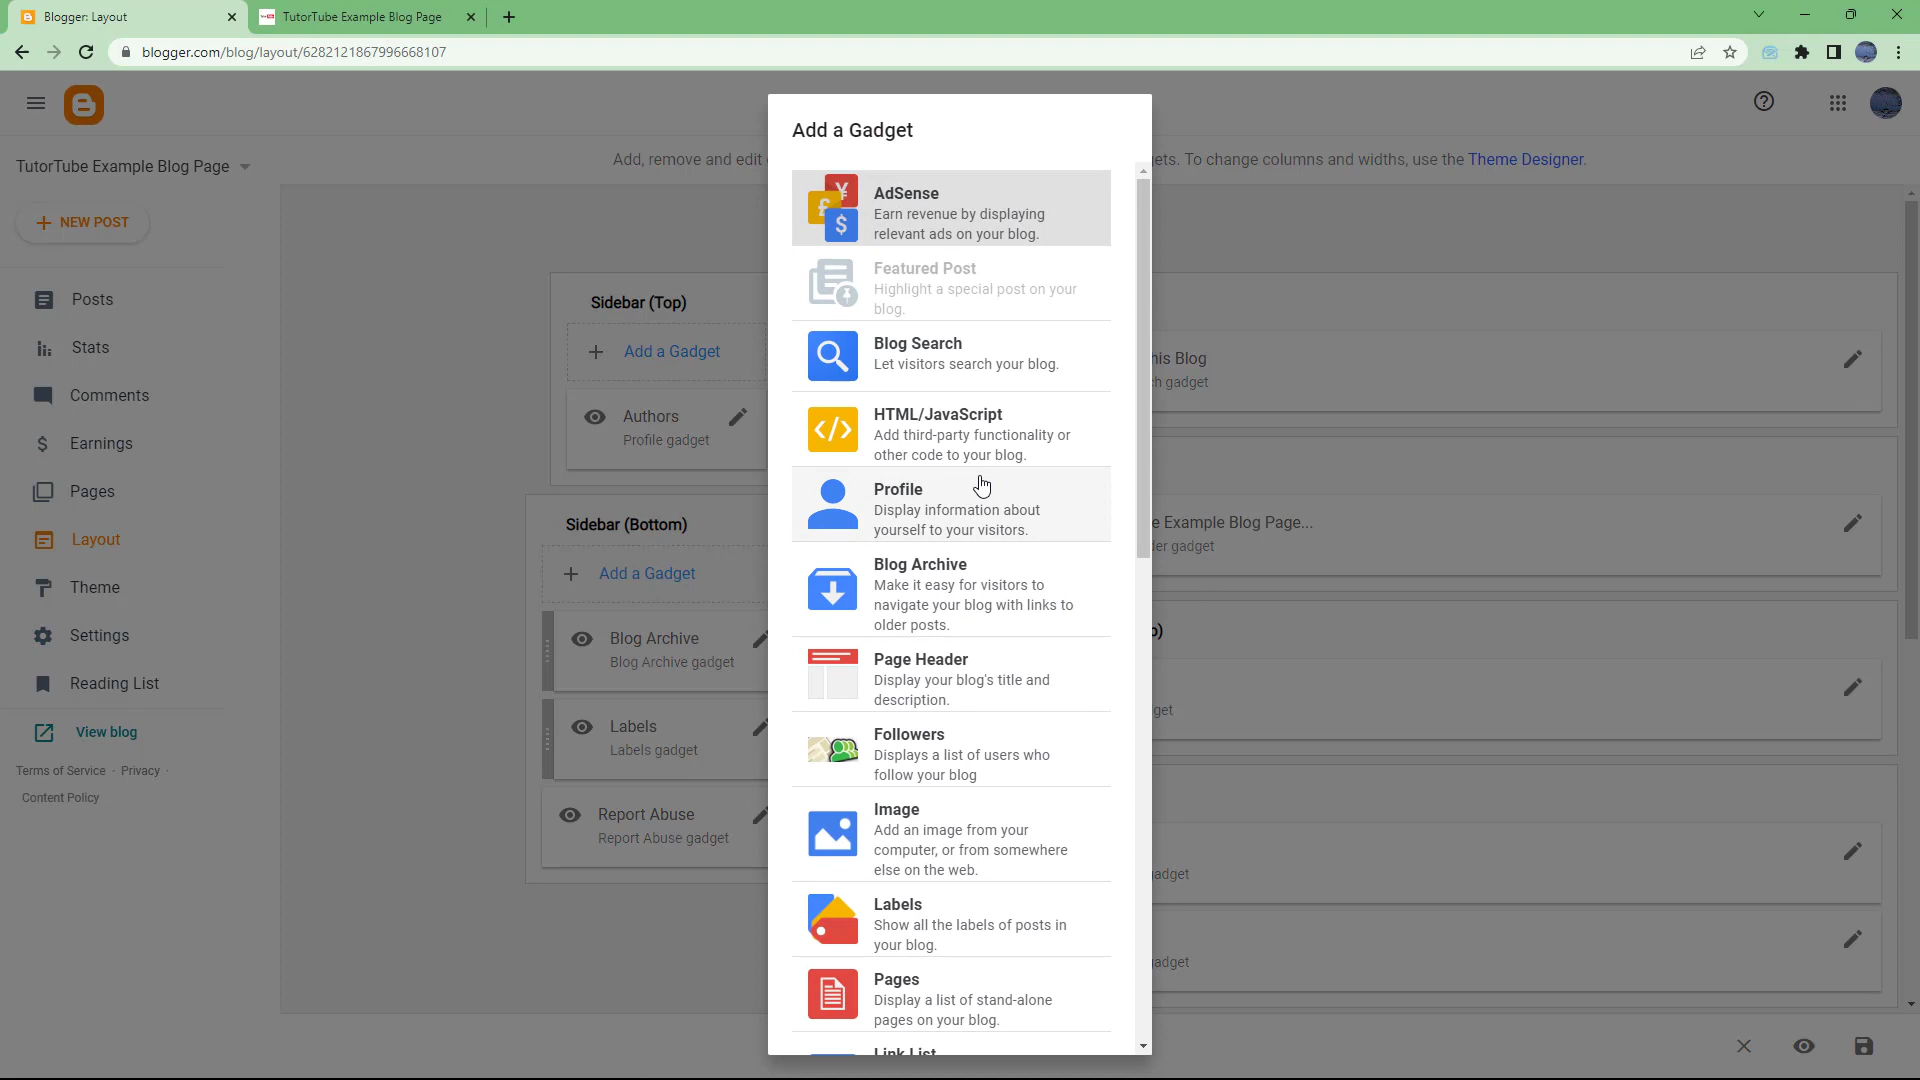 Blogger: Layout
TutorTube Example Blog Page
blogger.com/blog/layout/6282121867996668107
TutorTube Example Blog Page
Add, remove and edit
ets. To change columns and widths, use the Theme Designer.
NEW POST
Posts
Stats
Comments
Earnings
Pages
Layout
Theme
Settings
Reading List
View blog
Terms of Service · Privacy ·
Content Policy
Sidebar (Top)
Add a Gadget
Authors
Profile gadget
Sidebar (Bottom)
Add a Gadget
Blog Archive
Blog Archive gadget
Labels
Labels gadget
Report Abuse
Report Abuse gadget
Add a Gadget
AdSense
Earn revenue by displaying
relevant ads on your blog.
Featured Post
Highlight a special post on your
blog.
Blog Search
Let visitors search your blog.
HTML/JavaScript
Add third-party functionality or
other code to your blog.
Profile
Display information about
yourself to your visitors.
Blog Archive
Make it easy for visitors to
navigate your blog with links to
older posts.
Page Header
Display your blog's title and
description.
Followers
Displays a list of users who
follow your blog
Image
Add an image from your
computer, or from somewhere
else on the web.
Labels
Show all the labels of posts in
your blog.
Pages
Display a list of stand-alone
pages on your blog.
Link List
his Blog
h gadget
e Example Blog Page...
der gadget
get
gadget
gadget